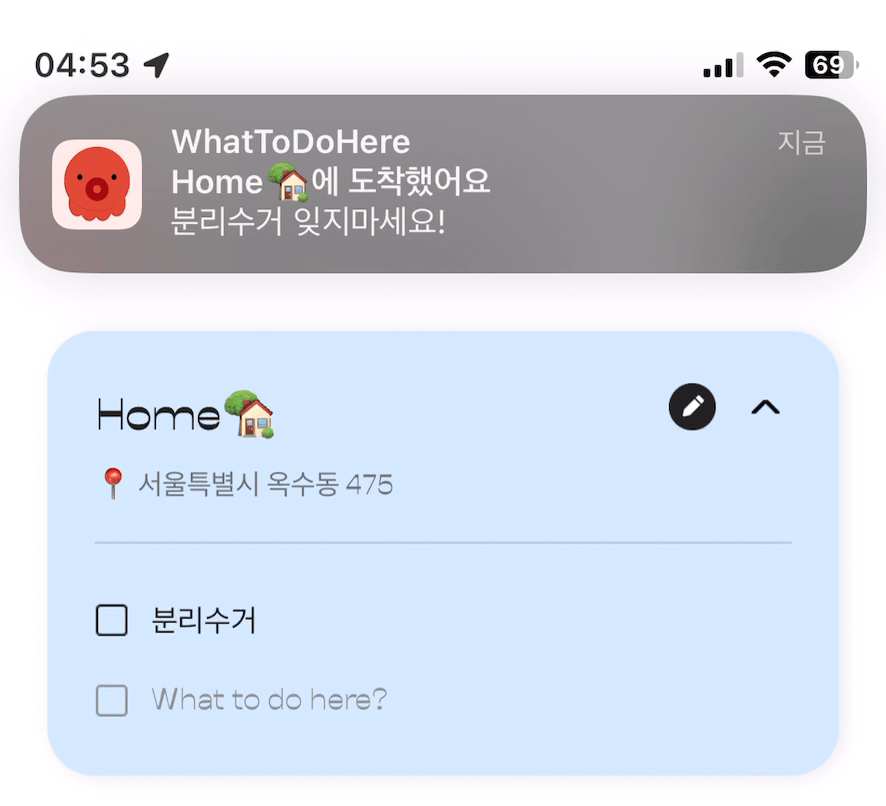 04:53
69
WhatToDoHere
지금
Home🏡에 도착했어요
분리수거 잊지마세요!
Home🏡
📍 서울특별시 옥수동 475
분리수거
What to do here?